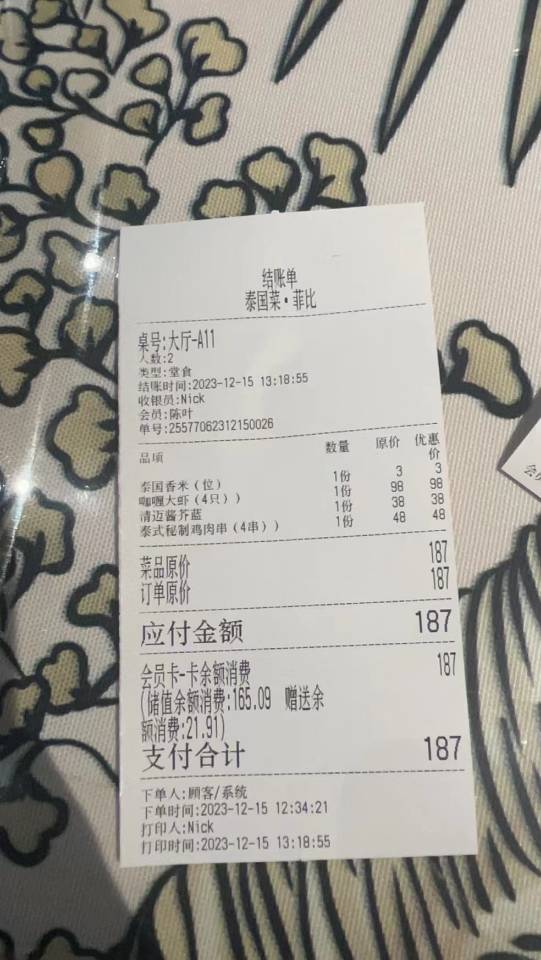 结账单
泰国菜·菲比
桌号:大厅-A11
人数:2
类型:堂食
结账时间:2023-12-15 13:18:55
收银员:Nick
会员:陈叶
单号:25577062312150026
品项 数量 原价 优惠价
泰国香米(位) 1份 3 3
咖喱大虾(4只)) 1份 98 98
清迈酱芥蓝 1份 38 38
泰式秘制鸡肉串(4串)) 1份 48 48
菜品原价 187
订单原价 187
应付金额 187
会员卡-卡余额消费 187
(储值余额消费:165.09 赠送余
额消费:21.91)
支付合计 187
下单人:顾客/系统
下单时间:2023-12-15 12:34:21
打印人:Nick
打印时间:2023-12-15 13:18:55